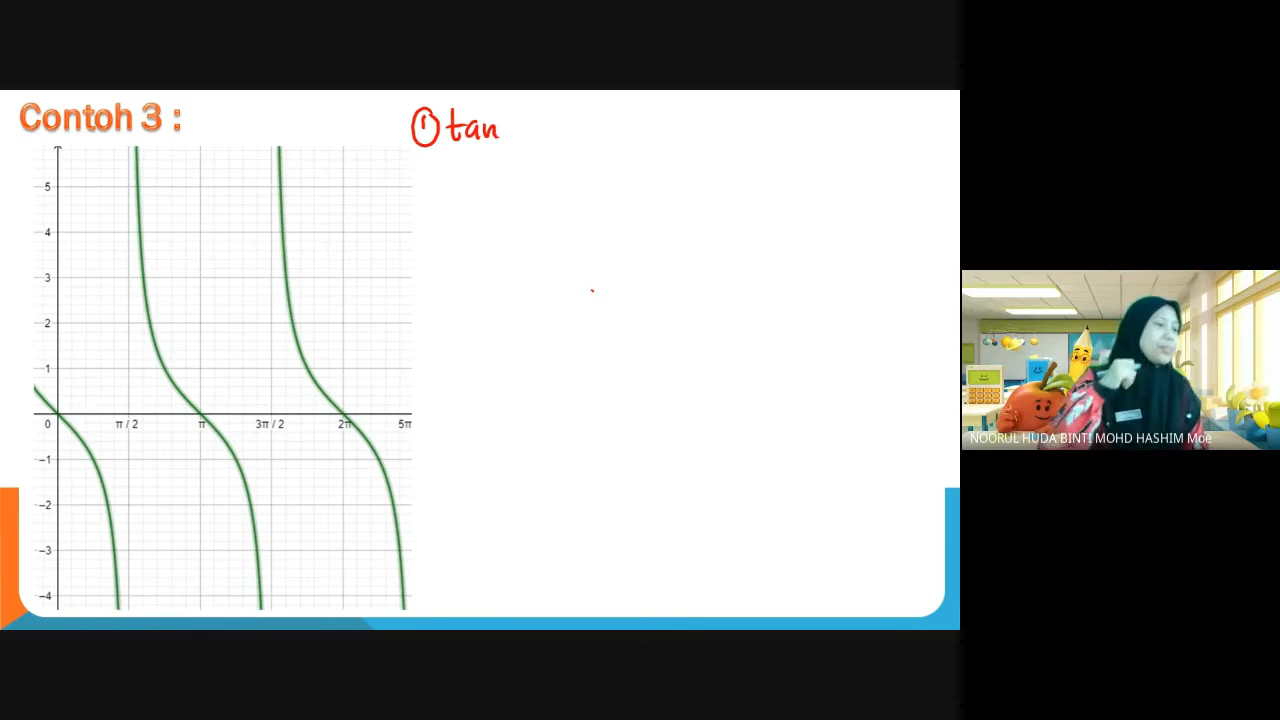 Contoh 3 :
① tan
5
4
3
2
1
0 π / 2 π 3π / 2 2π 5π
−1
−2
−3
−4
NOORUL HUDA BINTI MOHD HASHIM Moe